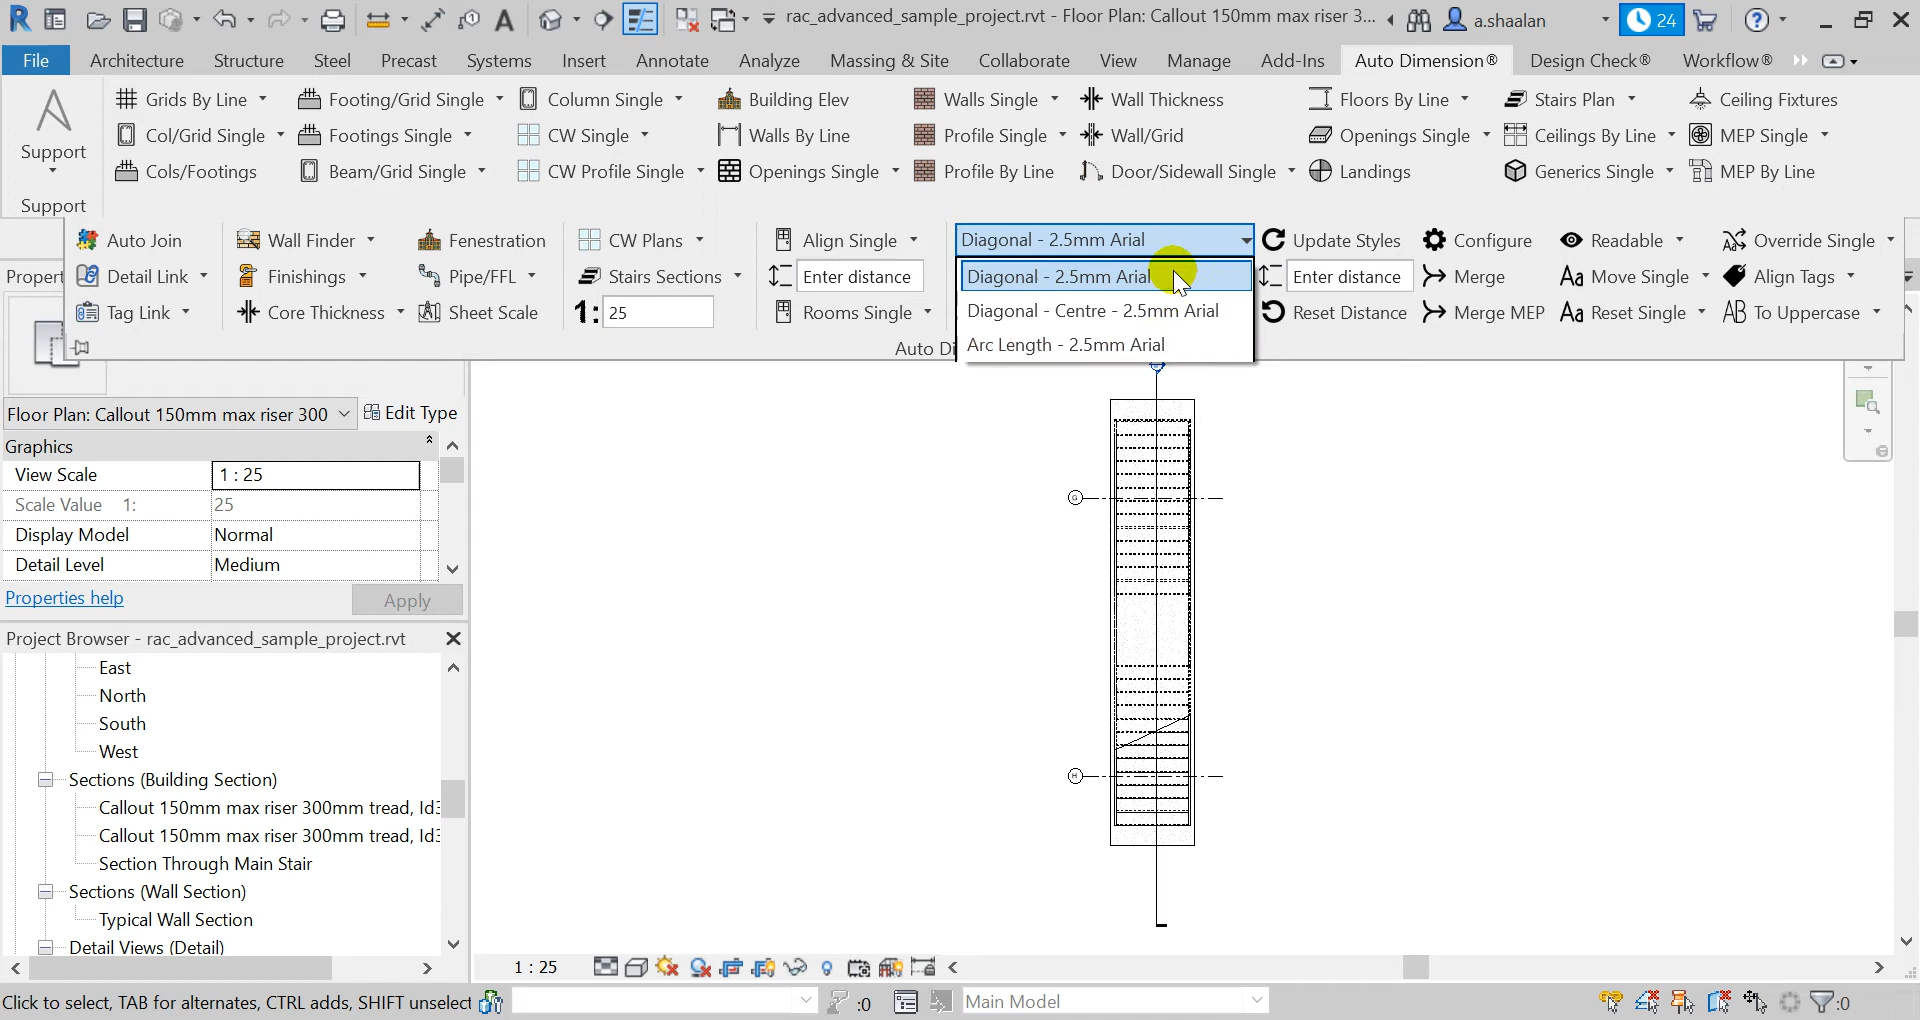 rac_advanced_sample_project.rvt - Floor Plan: Callout 150mm max riser 3...
a.shaalan
24
File Architecture Structure Steel Precast Systems Insert Annotate Analyze Massing & Site Collaborate View Manage Add-Ins Auto Dimension® Design Check® Workflow®
Grids By Line Footing/Grid Single Column Single Building Elev Walls Single Wall Thickness Floors By Line Stairs Plan Ceiling Fixtures
Support Col/Grid Single Footings Single CW Single Walls By Line Profile Single Wall/Grid Openings Single Ceilings By Line MEP Single
Cols/Footings Beam/Grid Single CW Profile Single Openings Single Profile By Line Door/Sidewall Single Landings Generics Single MEP By Line
Support
Auto Join Wall Finder Fenestration CW Plans Align Single Diagonal - 2.5mm Arial Update Styles Configure Readable Override Single
Propert Detail Link Finishings Pipe/FFL Stairs Sections Enter distance Diagonal - 2.5mm Arial Enter distance Merge Aa Move Single Align Tags
Tag Link Core Thickness Sheet Scale 1: 25 Rooms Single Diagonal - Centre - 2.5mm Arial Reset Distance Merge MEP Aa Reset Single AB To Uppercase
Auto Di Arc Length - 2.5mm Arial
Floor Plan: Callout 150mm max riser 300 Edit Type
Graphics
View Scale 1 : 25
Scale Value 1: 25
Display Model Normal
Detail Level Medium
Properties help Apply
Project Browser - rac_advanced_sample_project.rvt
East
North
South
West
Sections (Building Section)
Callout 150mm max riser 300mm tread, Id3
Callout 150mm max riser 300mm tread, Id3
Section Through Main Stair
Sections (Wall Section)
Typical Wall Section
Detail Views (Detail)
G
H
1 : 25
Click to select, TAB for alternates, CTRL adds, SHIFT unselect :0 Main Model :0